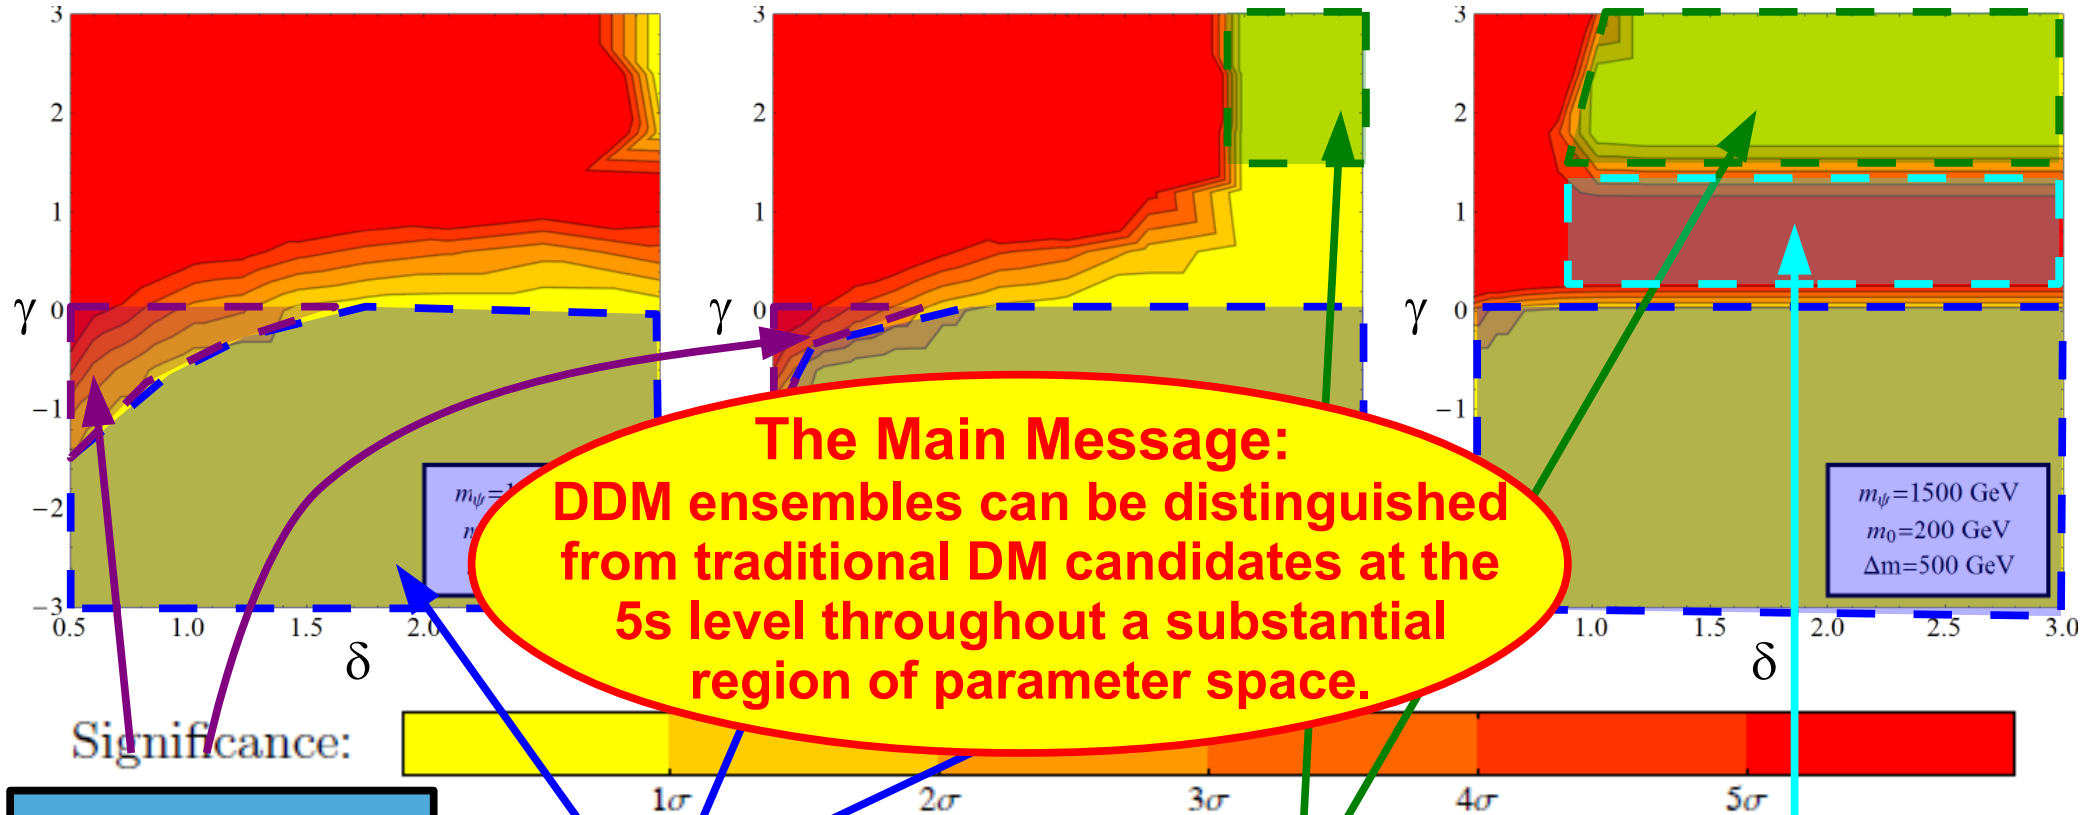 3
2
1
0
−1
−2
−3
γ
0.5
1.0
1.5
2.0
δ
3
2
1
0
γ
3
2
1
0
−1
γ
1.0
1.5
2.0
2.5
3.0
δ
mψ=1500 GeV
m0=200 GeV
Δm=500 GeV
The Main Message:
DDM ensembles can be distinguished
from traditional DM candidates at the
5s level throughout a substantial
region of parameter space.
Significance:
1σ
2σ
3σ
4σ
5σ